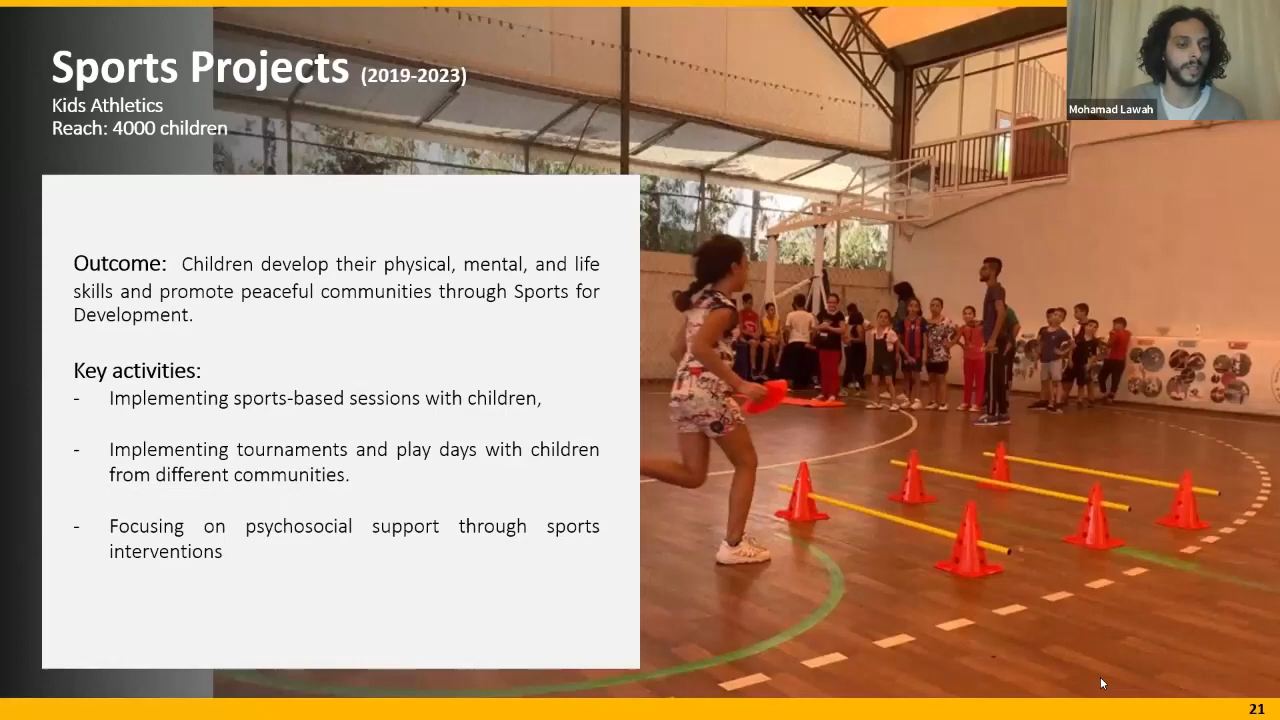 Sports Projects (2019-2023)
Kids Athletics
Reach: 4000 children
Mohamad Lawah
Outcome: Children develop their physical, mental, and life
skills and promote peaceful communities through Sports for
Development.
Key activities:
- Implementing sports-based sessions with children,
- Implementing tournaments and play days with children
from different communities.
- Focusing on psychosocial support through sports
interventions
21